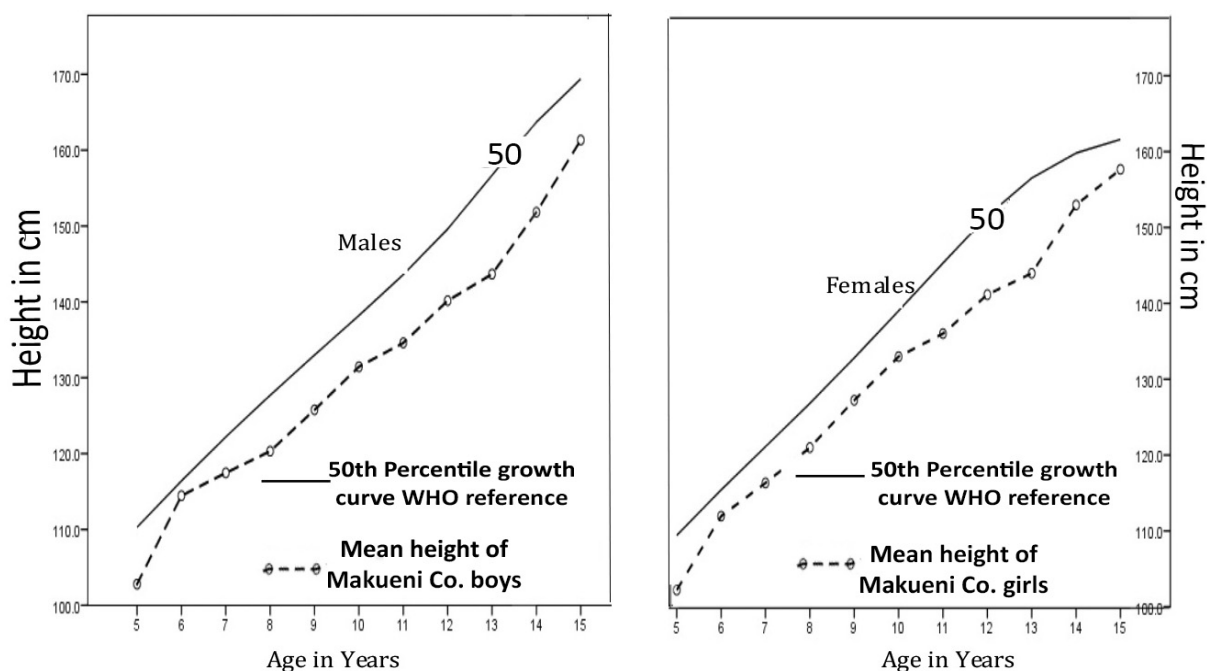 Height in cm
170.0
160.0
150.0
140.0
130.0
120.0
110.0
100.0
50
Males
50th Percentile growth
curve WHO reference
Mean height of
Makueni Co. boys
5 6 7 8 9 10 11 12 13 14 15
Age in Years
50
Females
50th Percentile growth
curve WHO reference
Mean height of
Makueni Co. girls
5 6 7 8 9 10 11 12 13 14 15
Age in Years
170.0
160.0
150.0
140.0
130.0
120.0
110.0
100.0
Height in cm